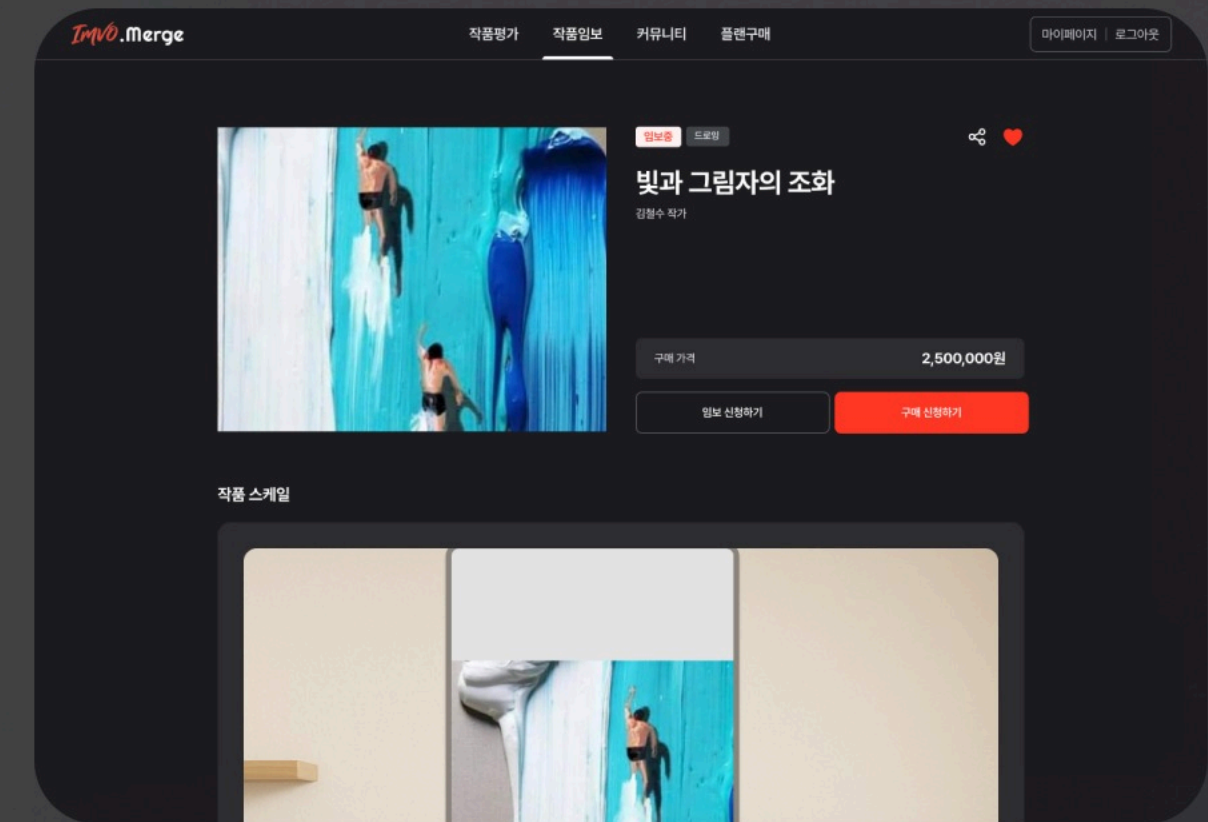 Imvo.Merge
작품평가 작품임보 커뮤니티 플랜구매
마이페이지 | 로그아웃
임보중 드로잉
빛과 그림자의 조화
김철수 작가
구매 가격 2,500,000원
임보 신청하기 구매 신청하기
작품 스케일